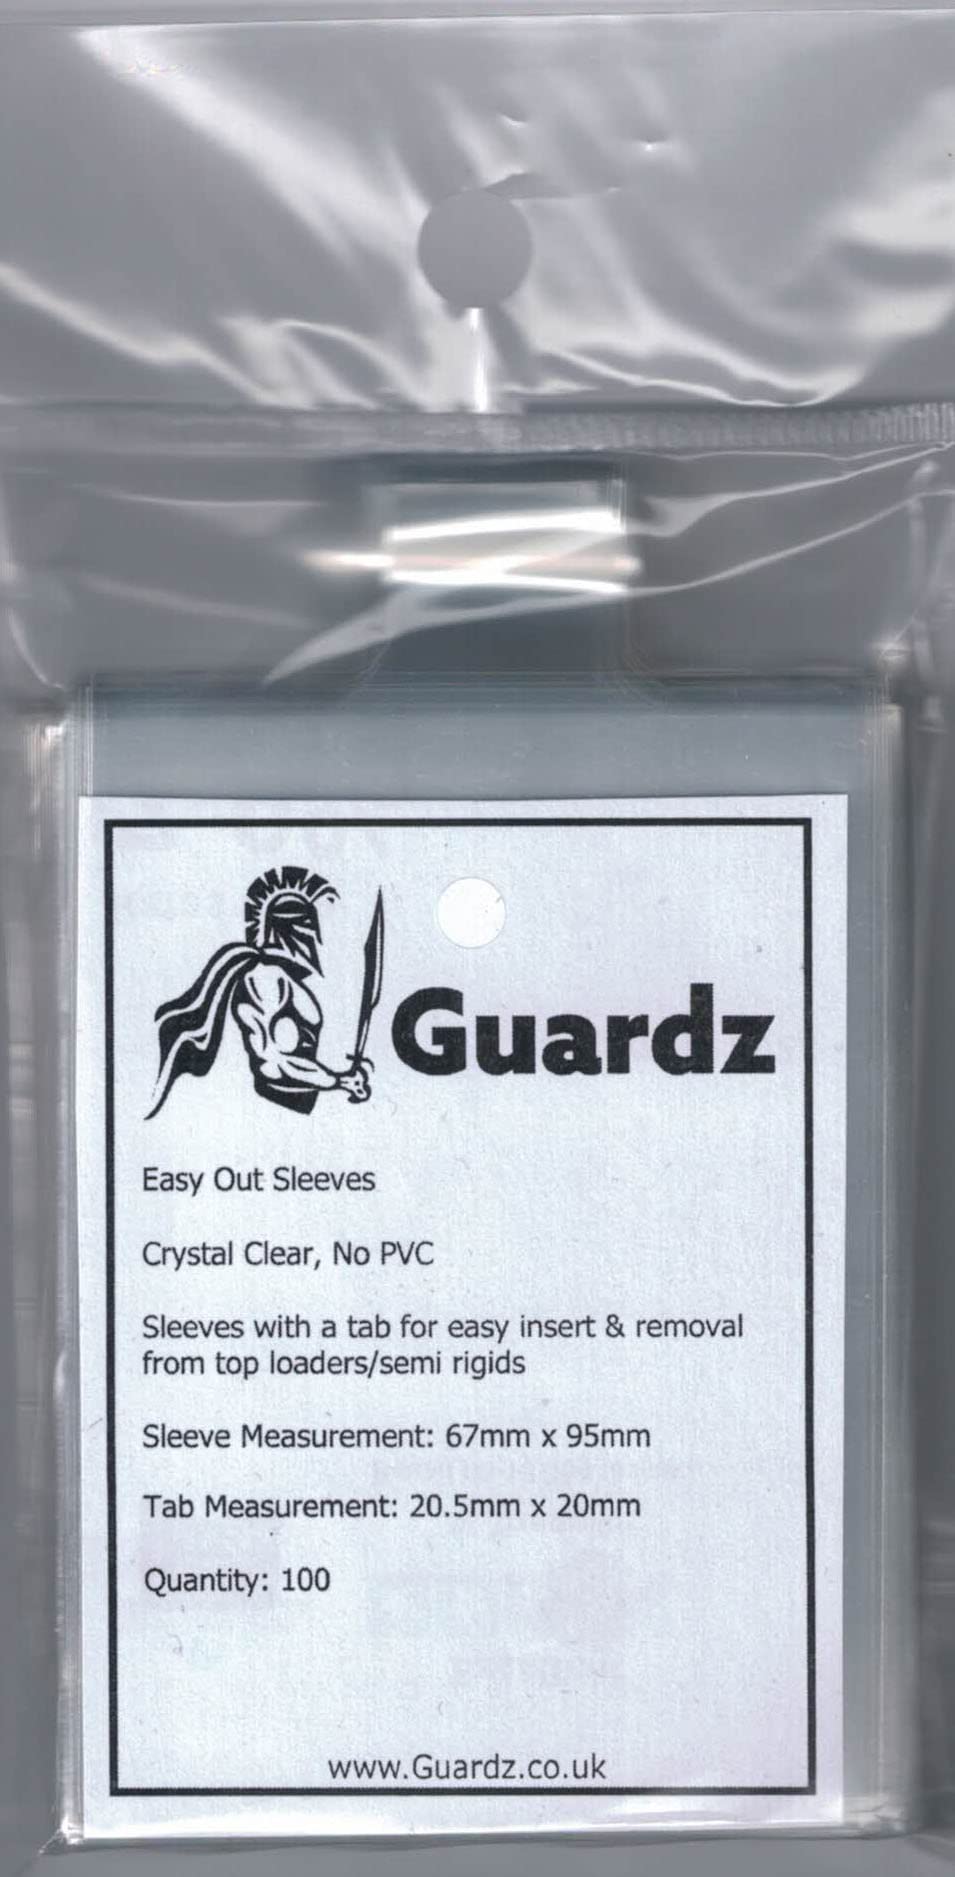 Guardz
Easy Out Sleeves
Crystal Clear, No PVC
Sleeves with a tab for easy insert & removal
from top loaders/semi rigids
Sleeve Measurement: 67mm x 95mm
Tab Measurement: 20.5mm x 20mm
Quantity: 100
www.Guardz.co.uk